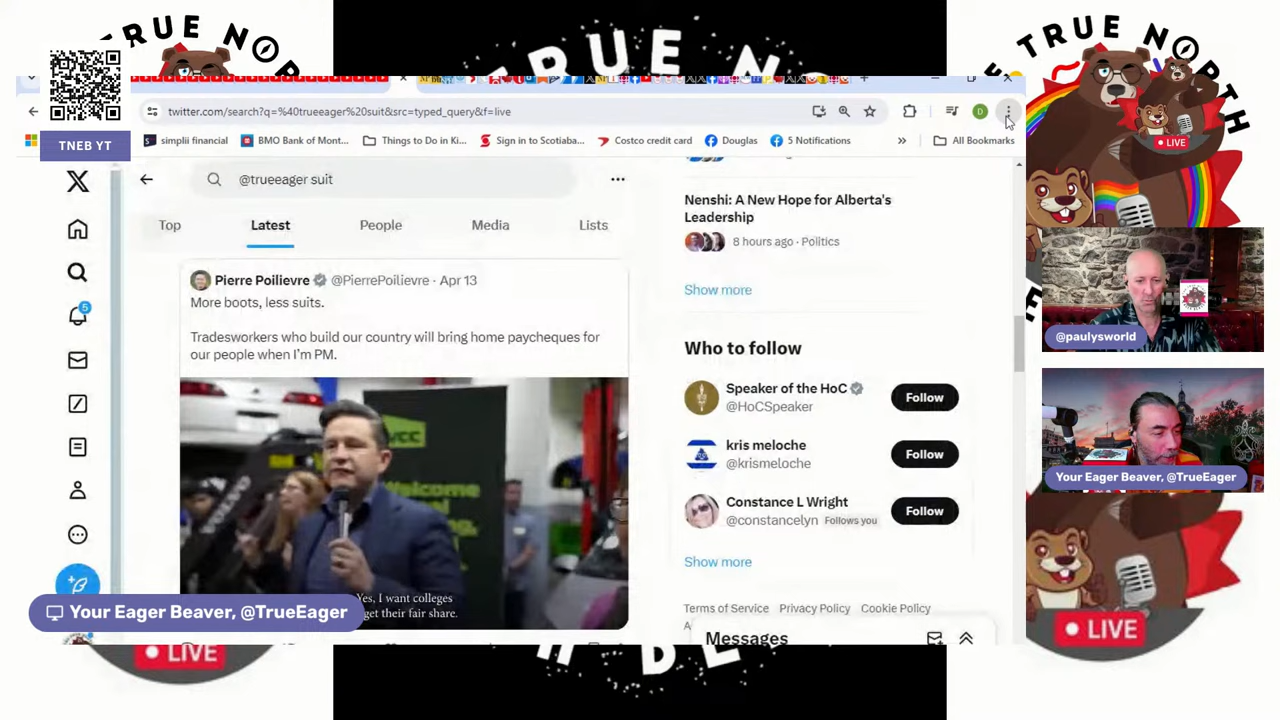 TRUE NO
TRUE N
TRUE NORTH
TNEB YT
twitter.com/search?q=%40trueeager%20suit&src=typed_query&f=live
simplii financial
BMO Bank of Mont...
Things to Do in Ki...
Sign in to Scotiaba...
Costco credit card
Douglas
5 Notifications
»
All Bookmarks
@trueeager suit
Top
Latest
People
Media
Lists
5
Pierre Poilievre @PierrePoilievre · Apr 13
More boots, less suits.
Tradesworkers who build our country will bring home paycheques for
our people when I'm PM.
Welcome
Yes, I want colleges
get their fair share.
Nenshi: A New Hope for Alberta's
Leadership
8 hours ago · Politics
Show more
Who to follow
Speaker of the HoC
@HoCSpeaker
Follow
kris meloche
@krismeloche
Follow
Constance L Wright
@constancelyn Follows you
Follow
Show more
Terms of Service Privacy Policy Cookie Policy
Messages
LIVE
@paulysworld
Your Eager Beaver, @TrueEager
Your Eager Beaver, @TrueEager
LIVE
LIVE